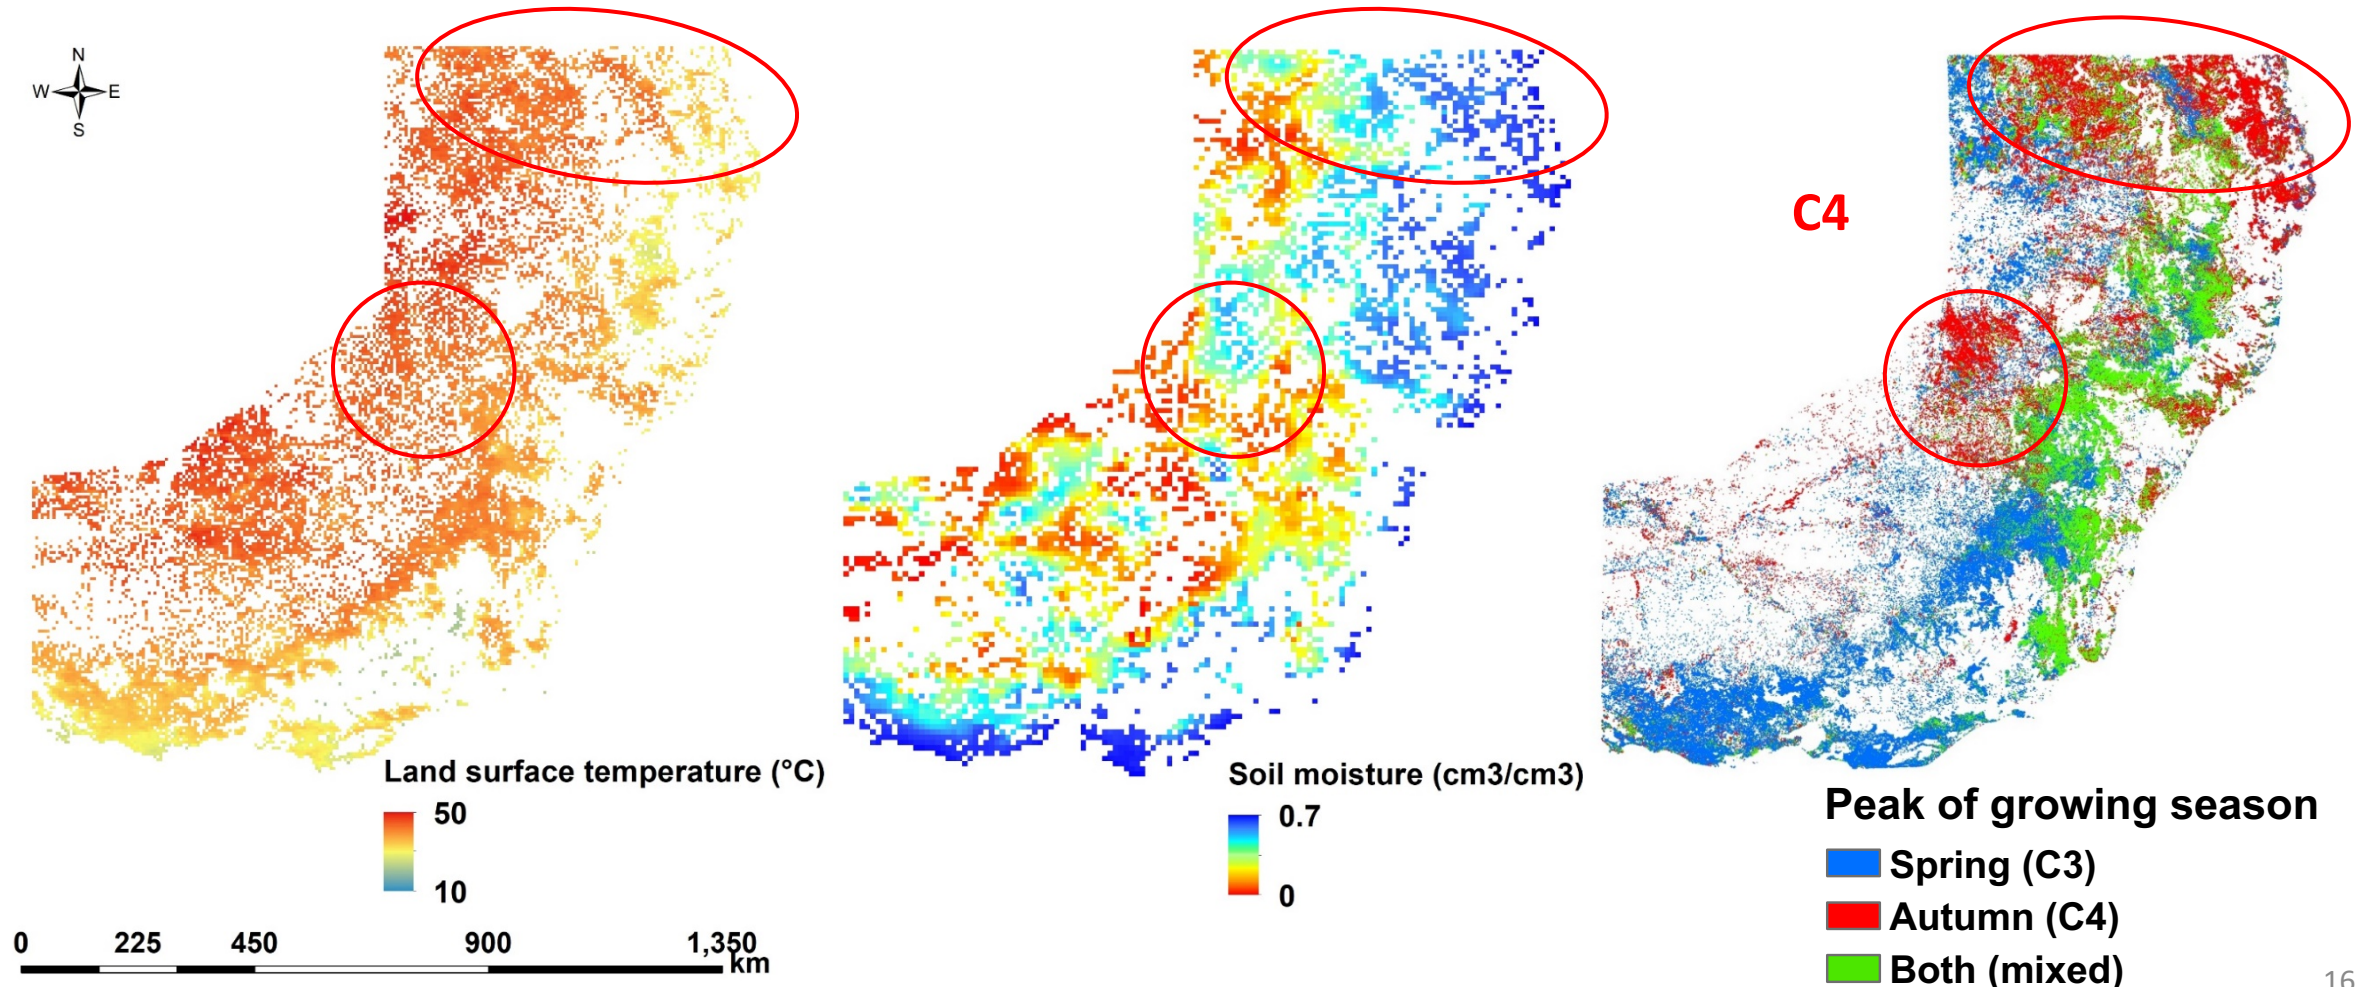 N
W E
S
C4
Land surface temperature (°C)
50
10
Soil moisture (cm3/cm3)
0.7
0
Peak of growing season
Spring (C3)
Autumn (C4)
Both (mixed)
0 225 450 900 1,350
km
16